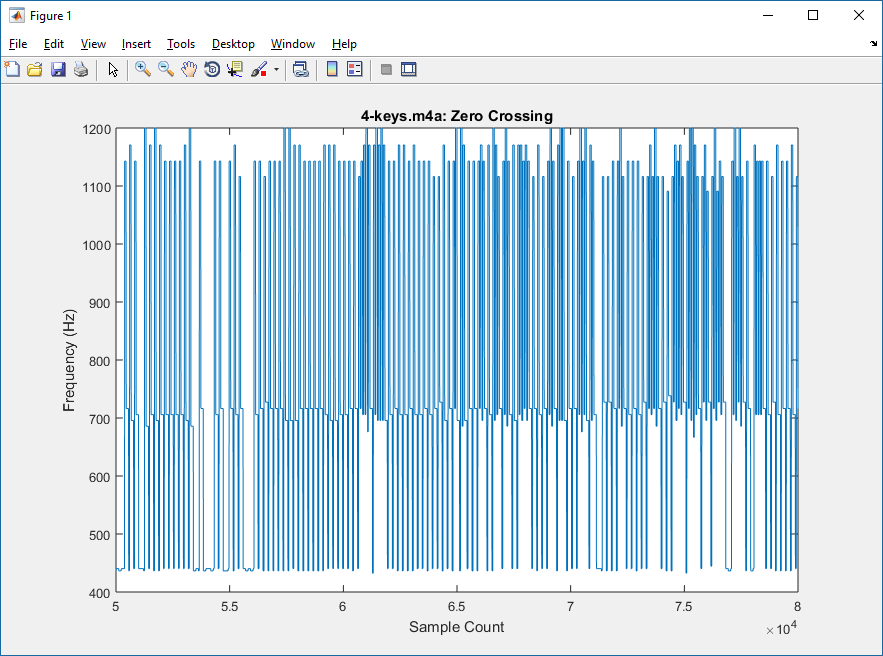 Figure 1
File Edit View Insert Tools Desktop Window Help
4-keys.m4a: Zero Crossing
1200
1100
1000
900
800
700
600
500
400
Frequency (Hz)
5 5.5 6 6.5 7 7.5 8
Sample Count
×10^4